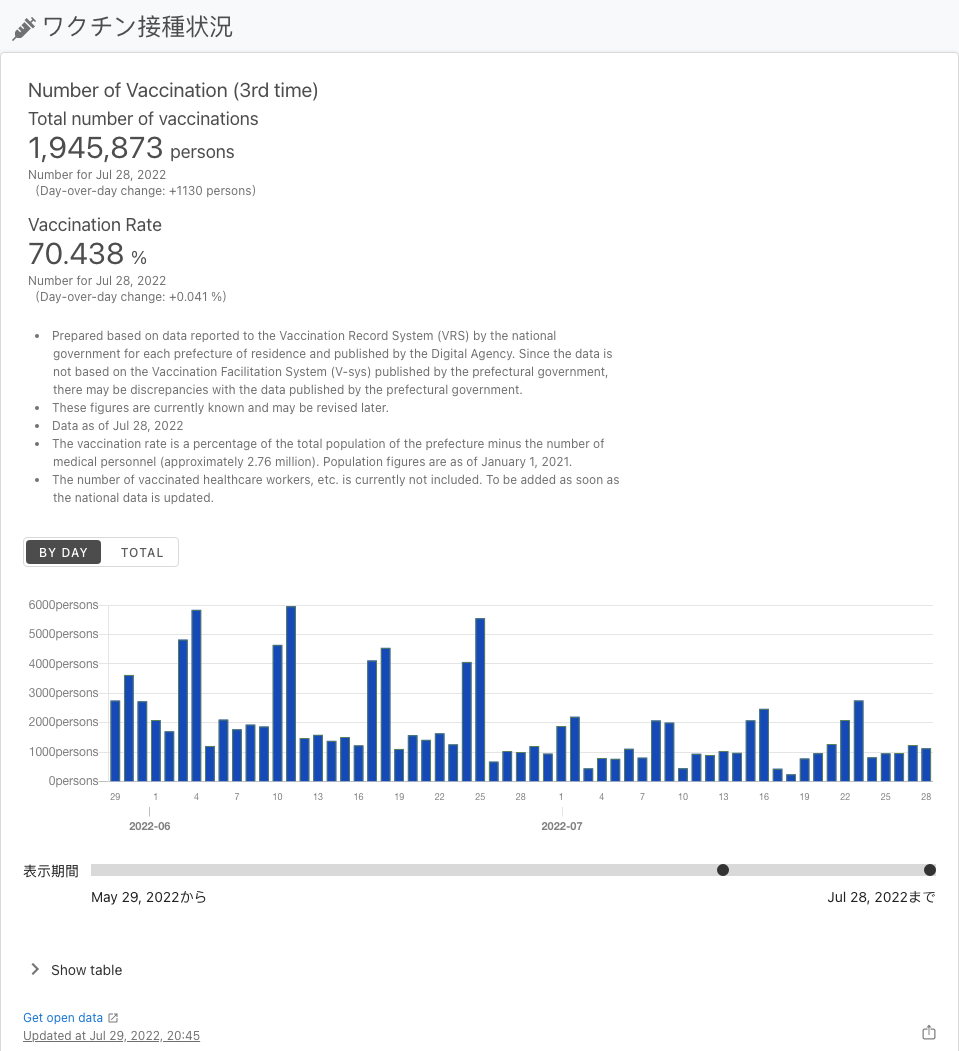 ワクチン接種状況
Number of Vaccination (3rd time)
Total number of vaccinations
1,945,873 persons
Number for Jul 28, 2022
(Day-over-day change: +1130 persons)
Vaccination Rate
70.438 %
Number for Jul 28, 2022
(Day-over-day change: +0.041 %)
• Prepared based on data reported to the Vaccination Record System (VRS) by the national
government for each prefecture of residence and published by the Digital Agency. Since the data is
not based on the Vaccination Facilitation System (V-sys) published by the prefectural government,
there may be discrepancies with the data published by the prefectural government.
• These figures are currently known and may be revised later.
• Data as of Jul 28, 2022
• The vaccination rate is a percentage of the total population of the prefecture minus the number of
medical personnel (approximately 2.76 million). Population figures are as of January 1, 2021.
• The number of vaccinated healthcare workers, etc. is currently not included. To be added as soon as
the national data is updated.
BY DAY TOTAL
6000persons
5000persons
4000persons
3000persons
2000persons
1000persons
0persons
29 1 4 7 10 13 16 19 22 25 28 1 4 7 10 13 16 19 22 25 28
2022-06 2022-07
表示期間
May 29, 2022から Jul 28, 2022まで
Show table
Get open data
Updated at Jul 29, 2022, 20:45